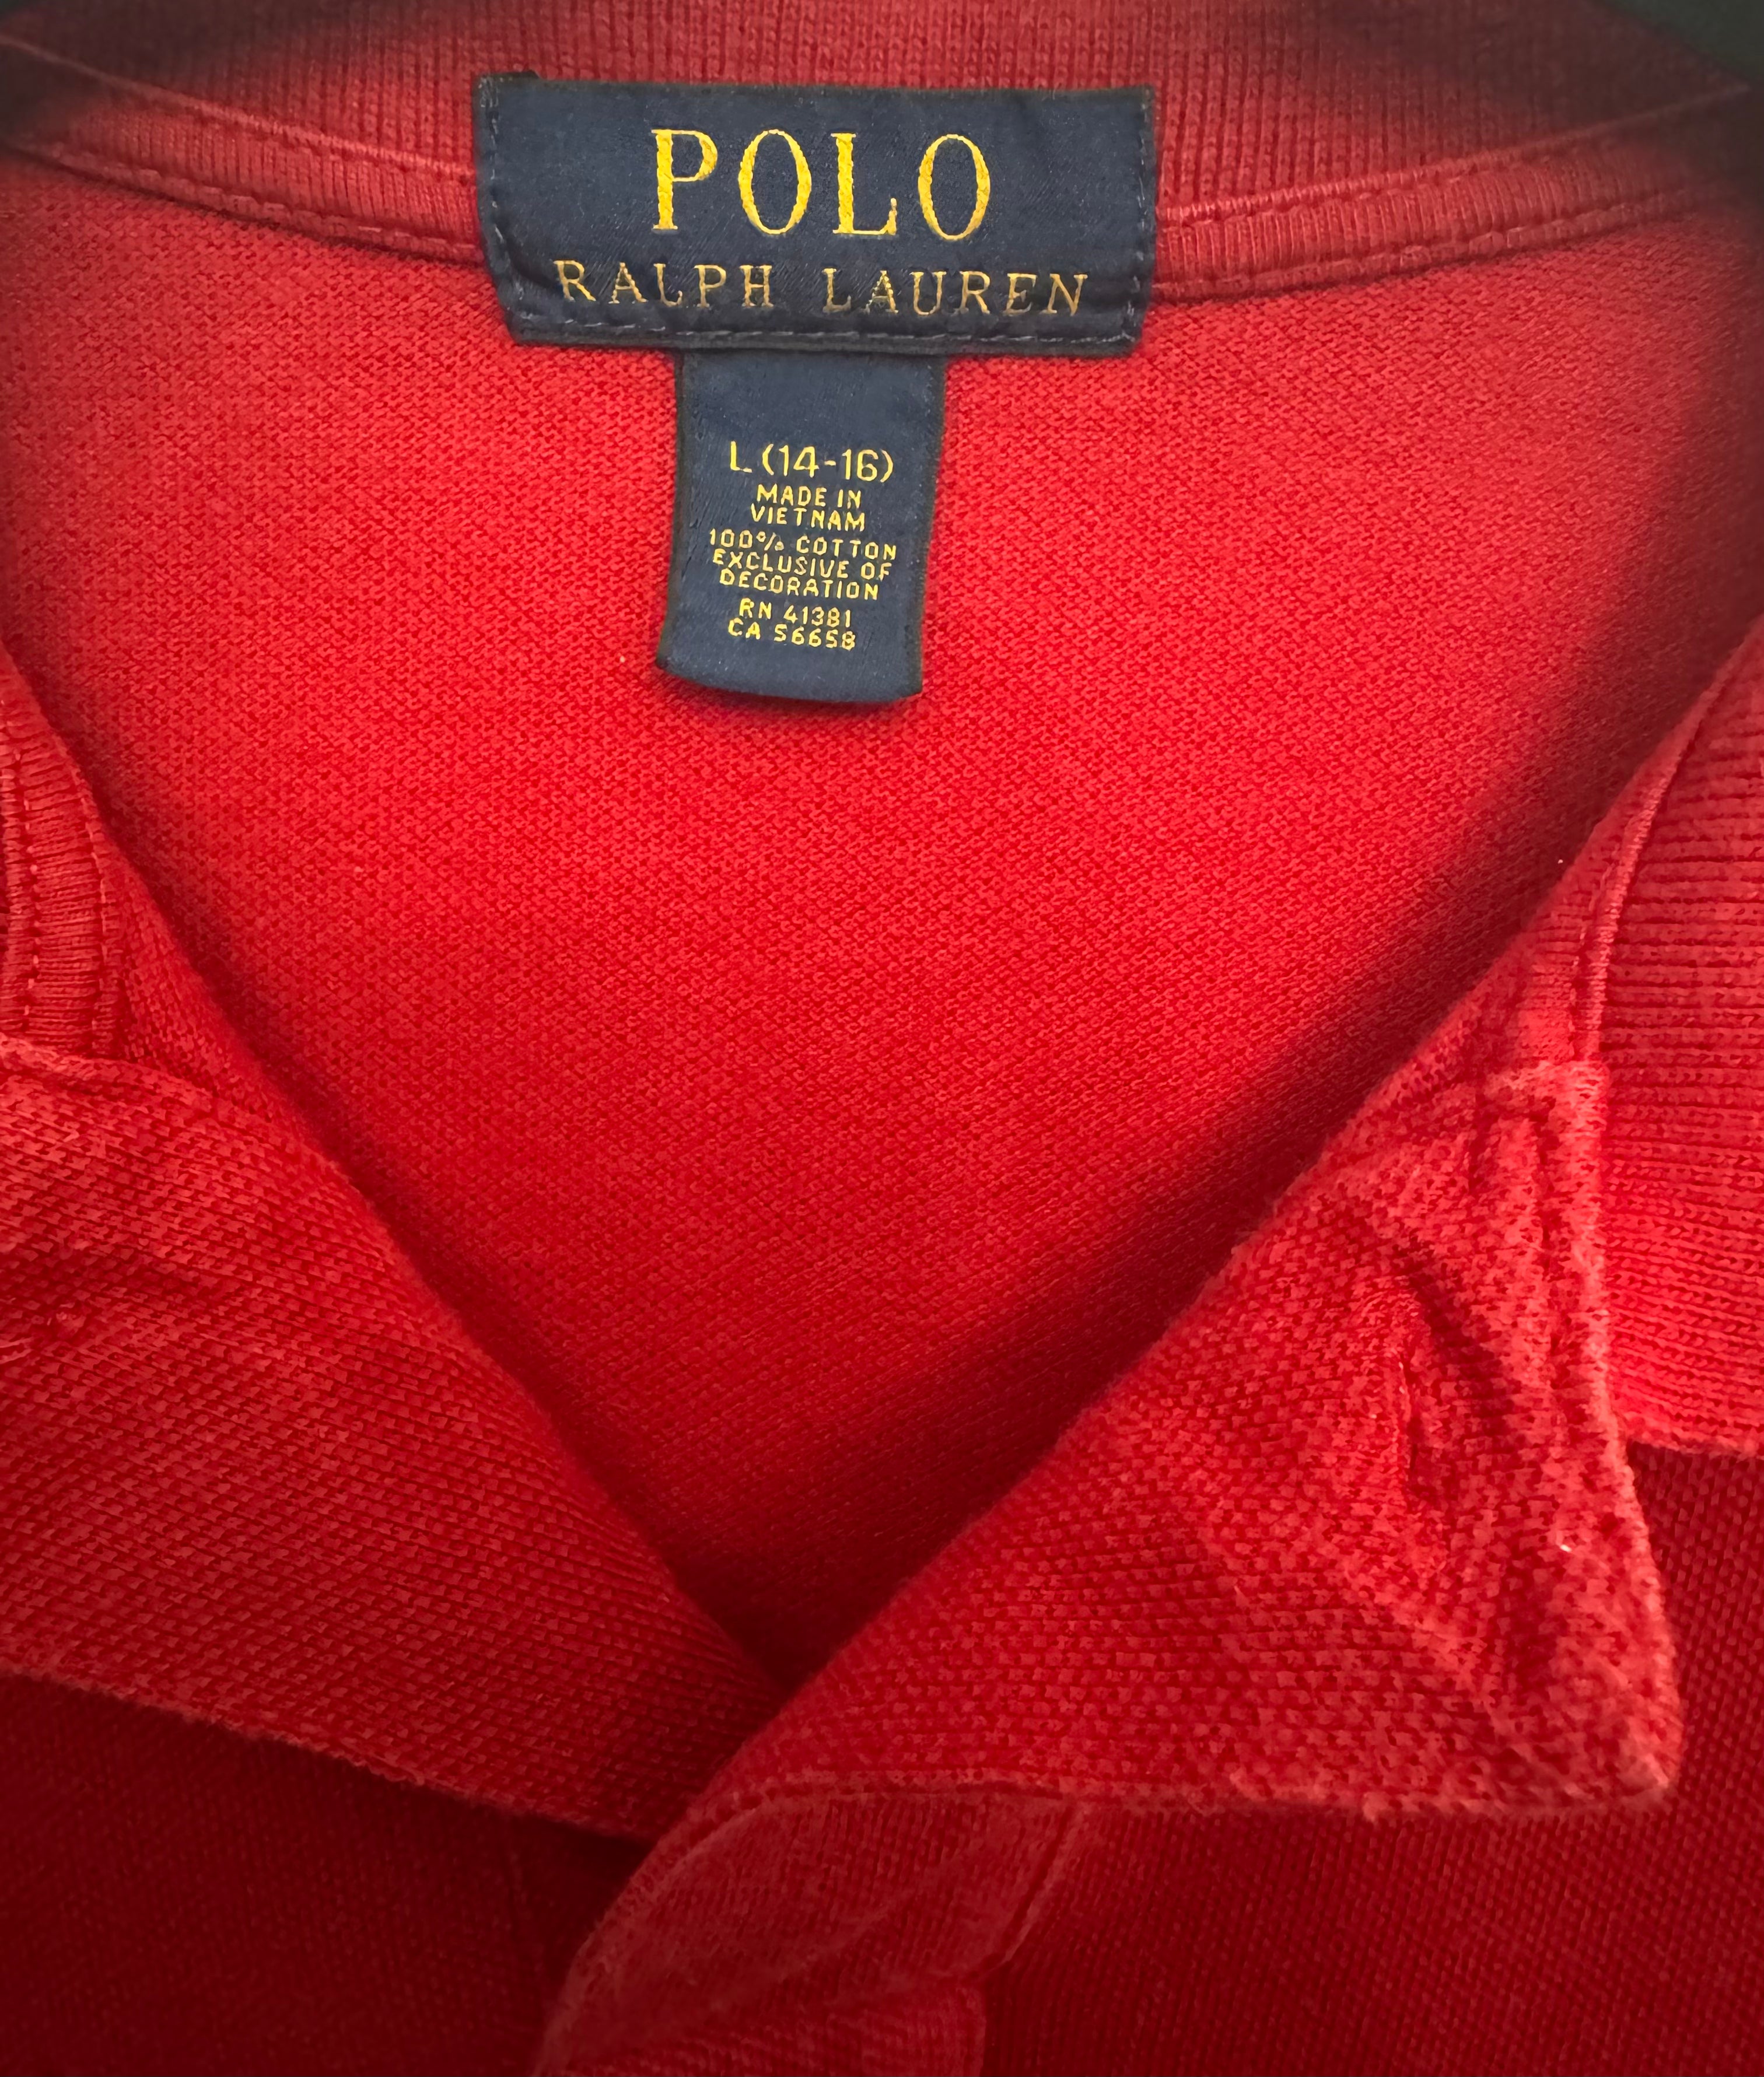 POLO
RALPH LAUREN
L (14-16)
MADE IN
VIETNAM
100% COTTON
EXCLUSIVE OF
DECORATION
RN 41381
CA 56658